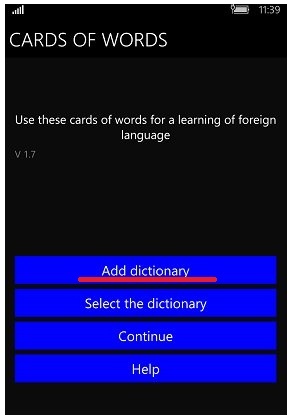 11:39
CARDS OF WORDS
Use these cards of words for a learning of foreign
language
V 1.7
Add dictionary
Select the dictionary
Continue
Help